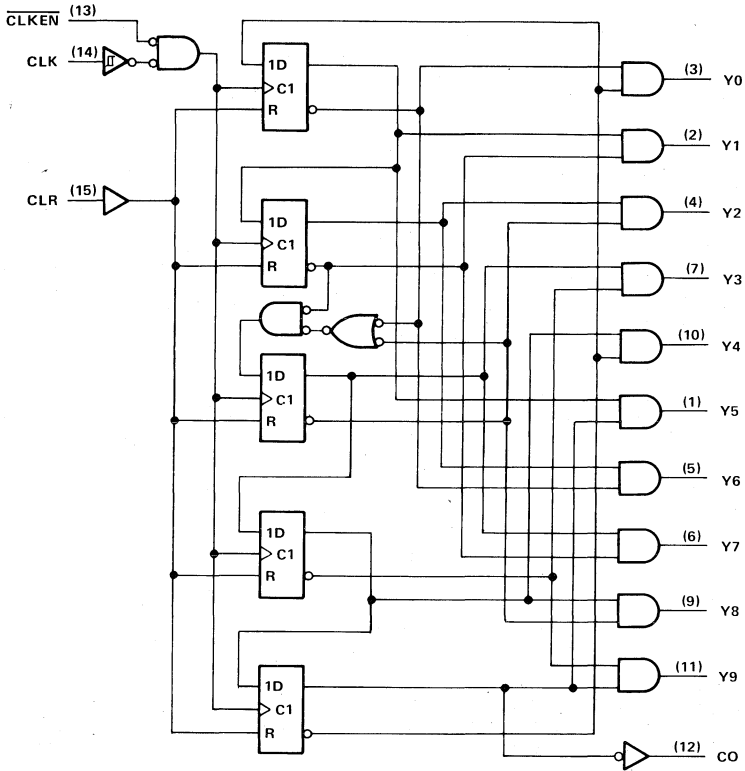 CLKEN (13)
CLK (14)
CLR (15)
1D
C1
R
1D
C1
R
1D
C1
R
1D
C1
R
1D
C1
R
(3) Y0
(2) Y1
(4) Y2
(7) Y3
(10) Y4
(1) Y5
(5) Y6
(6) Y7
(9) Y8
(11) Y9
(12) CO